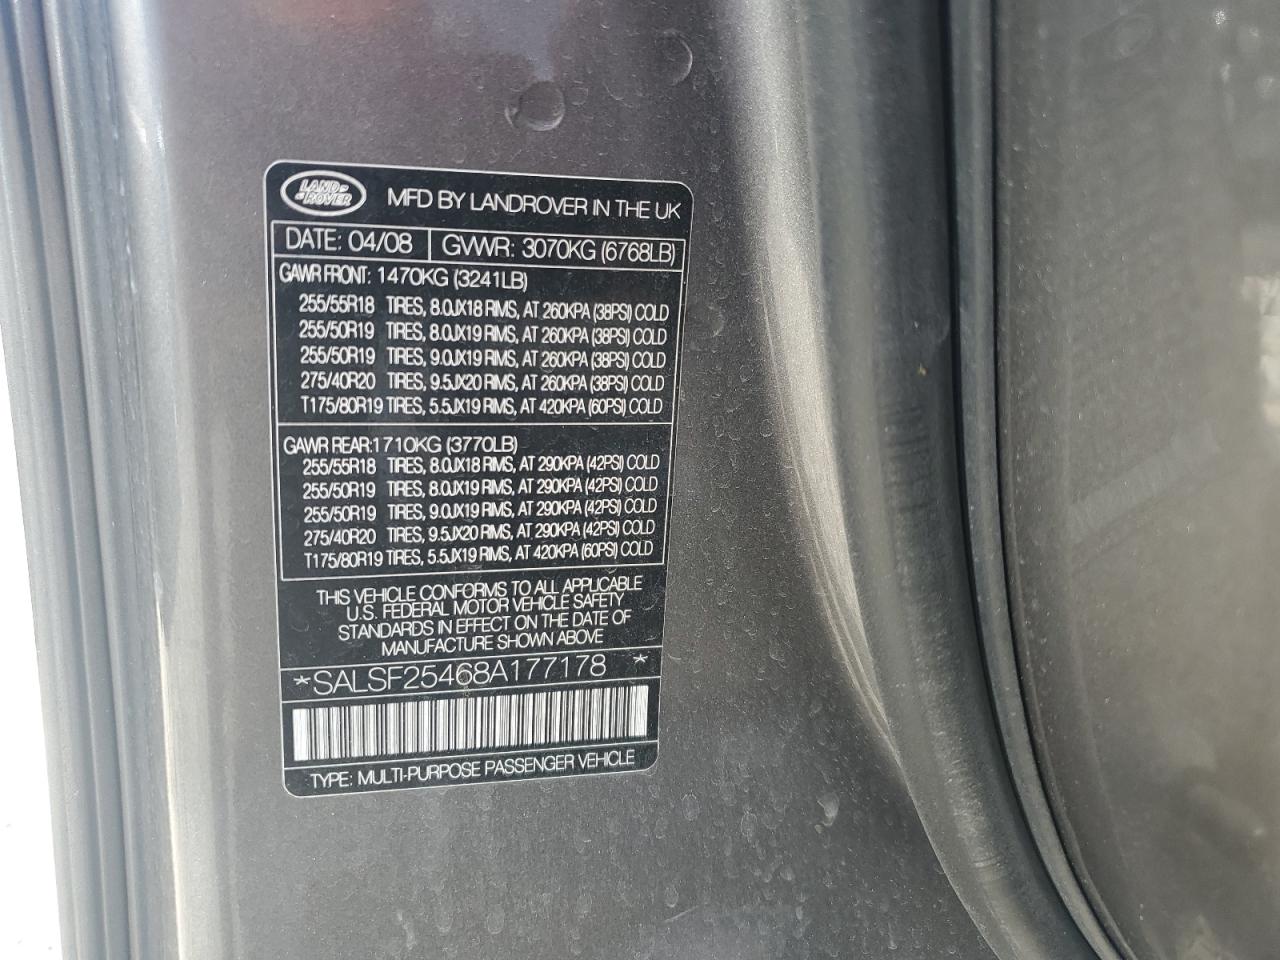 LAND-
ROVER
MFD BY LANDROVER IN THE UK
DATE: 04/08 GVWR: 3070KG (6768LB)
GAWR FRONT: 1470KG (3241LB)
255/55R18 TIRES, 8.0JX18 RIMS, AT 260KPA (38PSI) COLD
255/50R19 TIRES, 8.0JX19 RIMS, AT 260KPA (38PSI) COLD
255/50R19 TIRES, 9.0JX19 RIMS, AT 260KPA (38PSI) COLD
275/40R20 TIRES, 9.5JX20 RIMS, AT 260KPA (38PSI) COLD
T175/80R19 TIRES, 5.5JX19 RIMS, AT 420KPA (60PSI) COLD
GAWR REAR:1710KG (3770LB)
255/55R18 TIRES, 8.0JX18 RIMS, AT 290KPA (42PSI) COLD
255/50R19 TIRES, 8.0JX19 RIMS, AT 290KPA (42PSI) COLD
255/50R19 TIRES, 9.0JX19 RIMS, AT 290KPA (42PSI) COLD
275/40R20 TIRES, 9.5JX20 RIMS, AT 290KPA (42PSI) COLD
T175/80R19 TIRES, 5.5JX19 RIMS, AT 420KPA (60PSI) COLD
THIS VEHICLE CONFORMS TO ALL APPLICABLE
U.S. FEDERAL MOTOR VEHICLE SAFETY
STANDARDS IN EFFECT ON THE DATE OF
MANUFACTURE SHOWN ABOVE
*SALSF25468A177178 *
TYPE: MULTI-PURPOSE PASSENGER VEHICLE